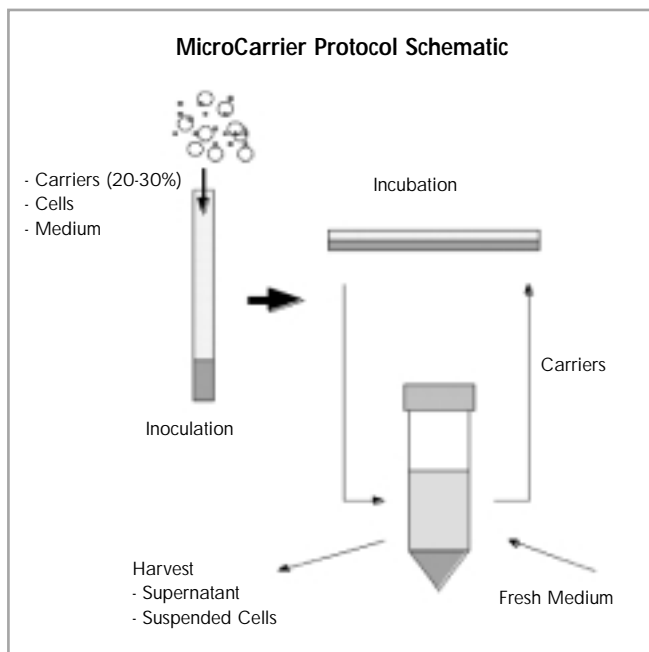 MicroCarrier Protocol Schematic
- Carriers (20-30%)
- Cells
- Medium
Incubation
Inoculation
Carriers
Harvest
- Supernatant
- Suspended Cells
Fresh Medium